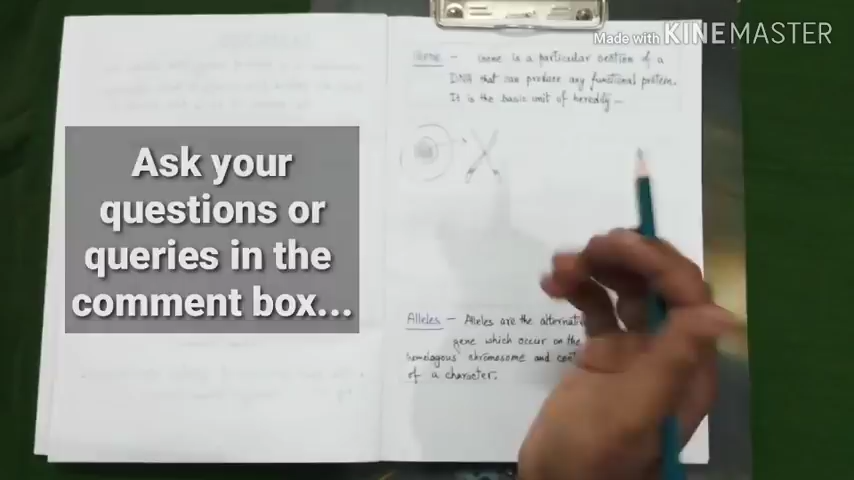 Made with KINEMASTER
Gene - Gene is a particular section of a
DNA that can produce any functional protein.
It is the basic unit of heredity -
Ask your
questions or
queries in the
comment box...
Alleles - Alleles are the
gene which occur on the
homologous chromosome and
of a character.